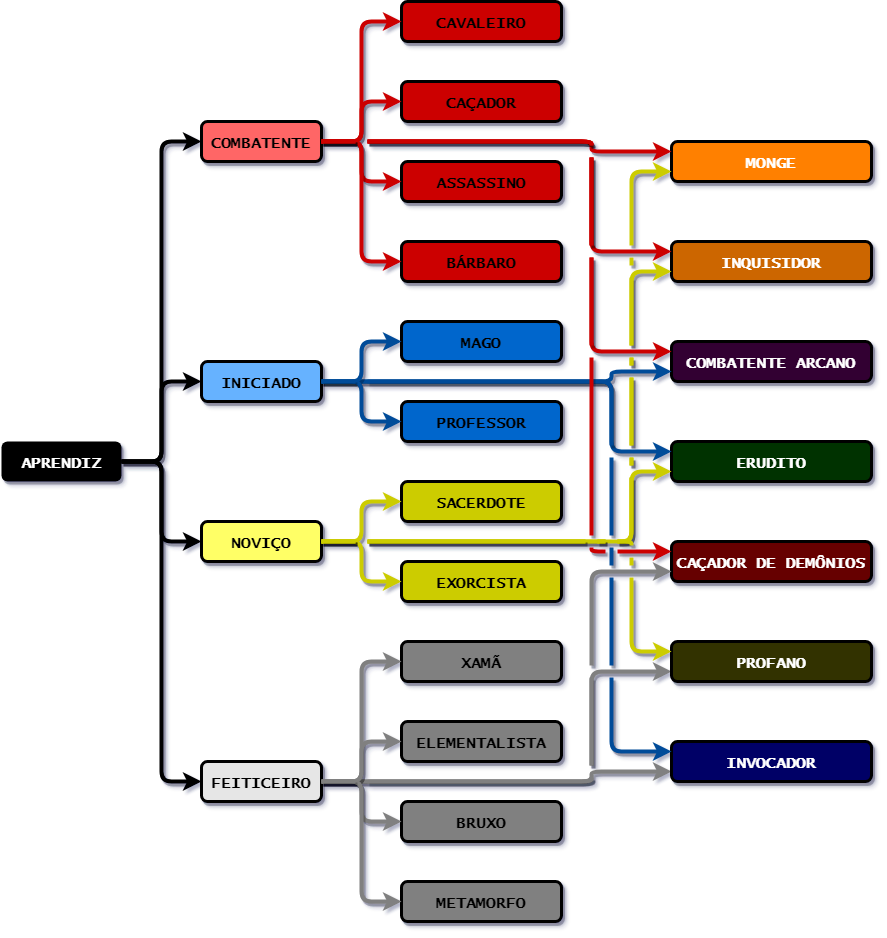 APRENDIZ
COMBATENTE
INICIADO
NOVIÇO
FEITICEIRO
CAVALEIRO
CAÇADOR
ASSASSINO
BÁRBARO
MAGO
PROFESSOR
SACERDOTE
EXORCISTA
XAMÃ
ELEMENTALISTA
BRUXO
METAMORFO
MONGE
INQUISIDOR
COMBATENTE ARCANO
ERUDITO
CAÇADOR DE DEMÔNIOS
PROFANO
INVOCADOR